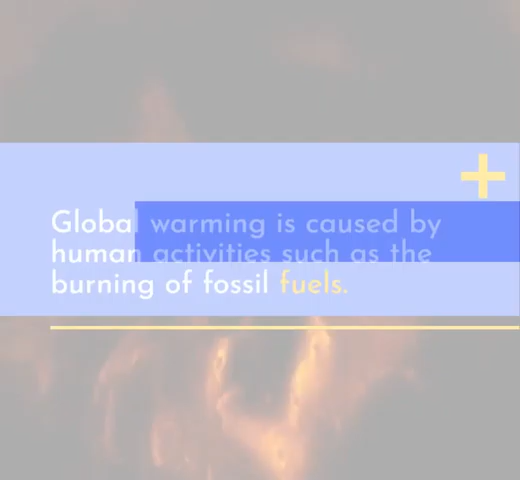 Global warming is caused by
human activities such as the
burning of fossil fuels.